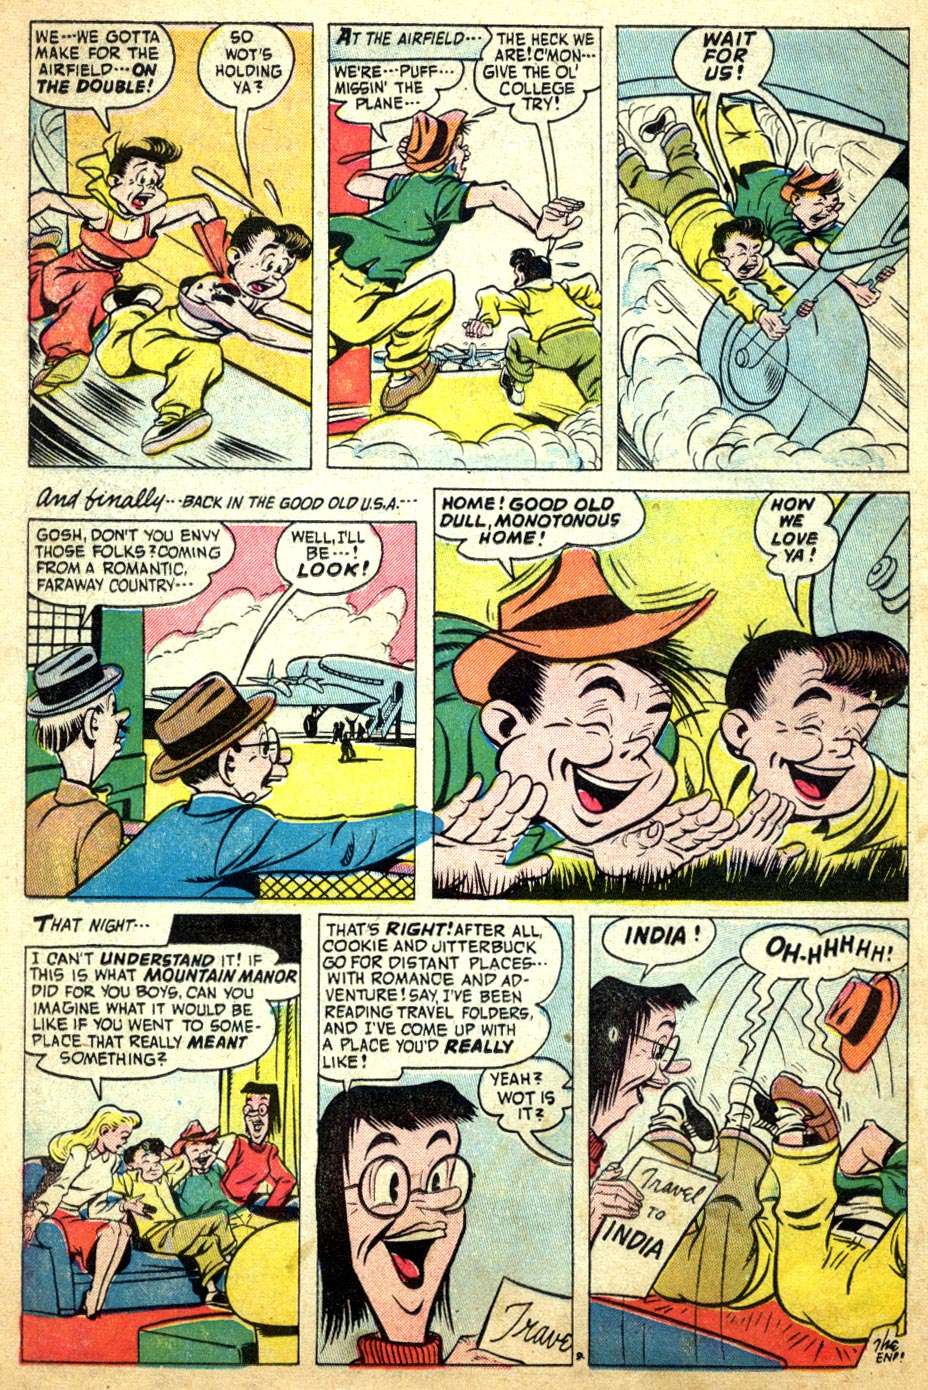 WE---WE GOTTA
MAKE FOR THE
AIRFIELD---ON
THE DOUBLE!
SO
WOT'S
HOLDING
YA?
AT THE AIRFIELD---
WE'RE---PUFF---
MISSIN' THE
PLANE---
THE HECK WE
ARE! C'MON---
GIVE THE OL'
COLLEGE
TRY!
WAIT
FOR
US!
And finally---BACK IN THE GOOD OLD U.S.A.---
GOSH, DON'T YOU ENVY
THOSE FOLKS? COMING
FROM A ROMANTIC,
FARAWAY COUNTRY---
WELL, I'LL
BE---!
LOOK!
HOME! GOOD OLD
DULL, MONOTONOUS
HOME!
HOW
WE
LOVE
YA!
THAT NIGHT---
I CAN'T UNDERSTAND IT! IF
THIS IS WHAT MOUNTAIN MANOR
DID FOR YOU BOYS, CAN YOU
IMAGINE WHAT IT WOULD BE
LIKE IF YOU WENT TO SOME-
PLACE THAT REALLY MEANT
SOMETHING?
THAT'S RIGHT! AFTER ALL,
COOKIE AND JITTERBUCK
GO FOR DISTANT PLACES---
WITH ROMANCE AND AD-
VENTURE! SAY, I'VE BEEN
READING TRAVEL FOLDERS,
AND I'VE COME UP WITH
A PLACE YOU'D REALLY
LIKE!
YEAH?
WOT IS
IT?
Trave
9
INDIA!
OH-HHHHH!
Travel
TO
INDIA
THE
END!